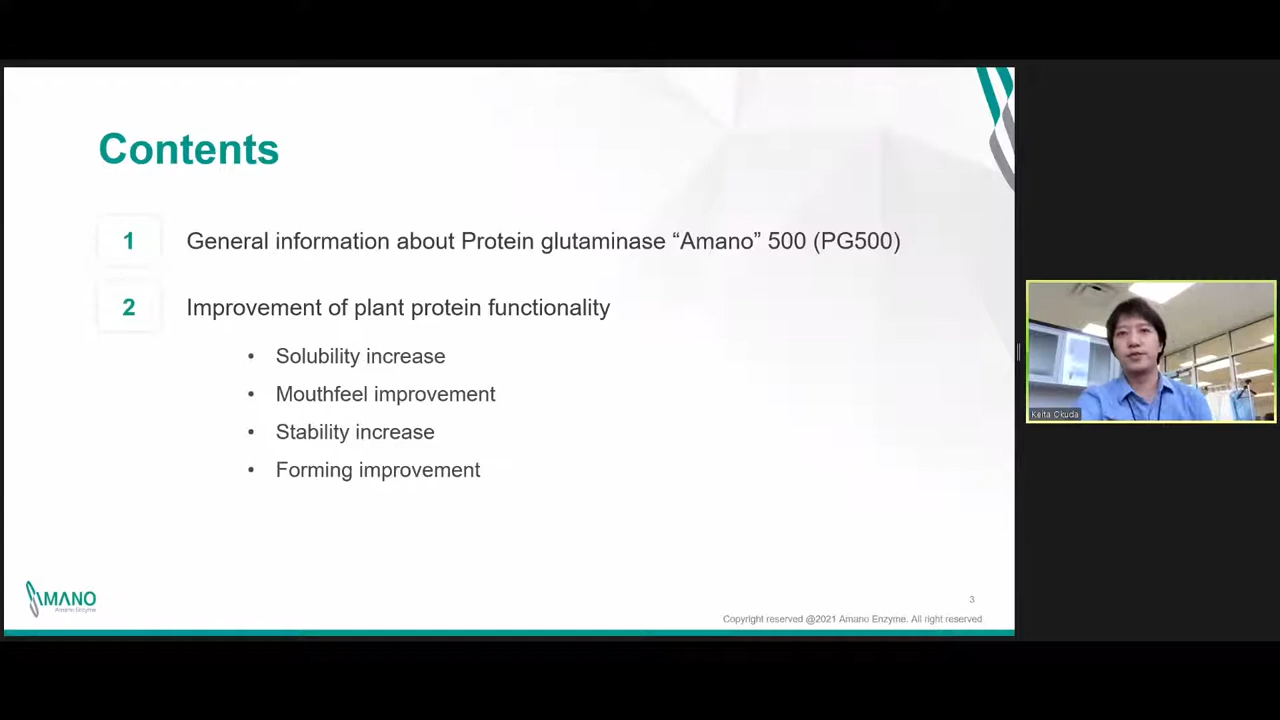 Contents
1 General information about Protein glutaminase “Amano” 500 (PG500)
2 Improvement of plant protein functionality
• Solubility increase
• Mouthfeel improvement
• Stability increase
• Forming improvement
AMANO
Amano Enzyme
3
Copyright reserved @2021 Amano Enzyme. All right reserved
Keita Okuda